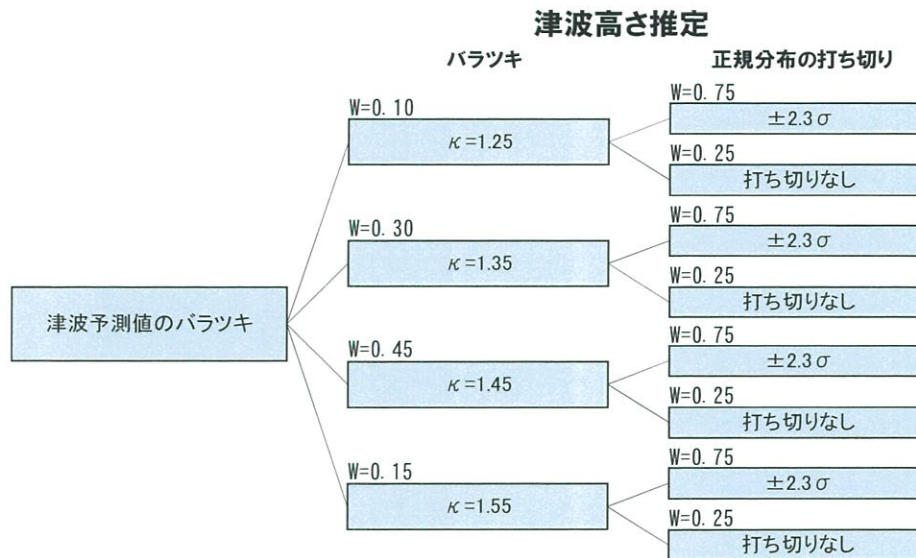 津波高さ推定
バラツキ
正規分布の打ち切り
W=0.10
κ=1.25
W=0.75
±2.3σ
W=0.25
打ち切りなし
W=0.30
κ=1.35
W=0.75
±2.3σ
W=0.25
打ち切りなし
津波予測値のバラツキ
W=0.45
κ=1.45
W=0.75
±2.3σ
W=0.25
打ち切りなし
W=0.15
κ=1.55
W=0.75
±2.3σ
W=0.25
打ち切りなし